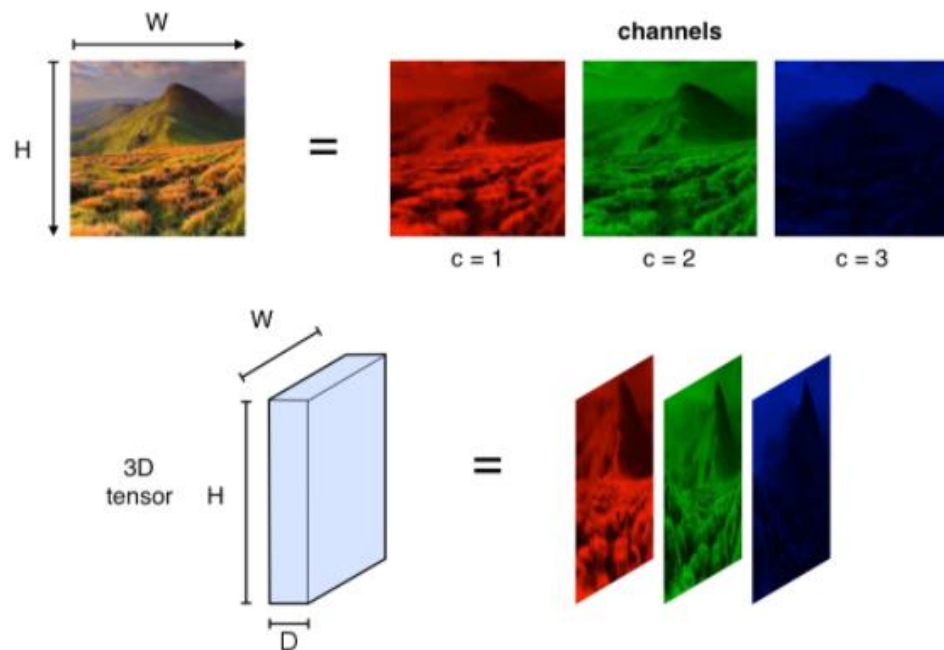 W
channels
H
=
c = 1
c = 2
c = 3
W
3D
tensor
H
=
D